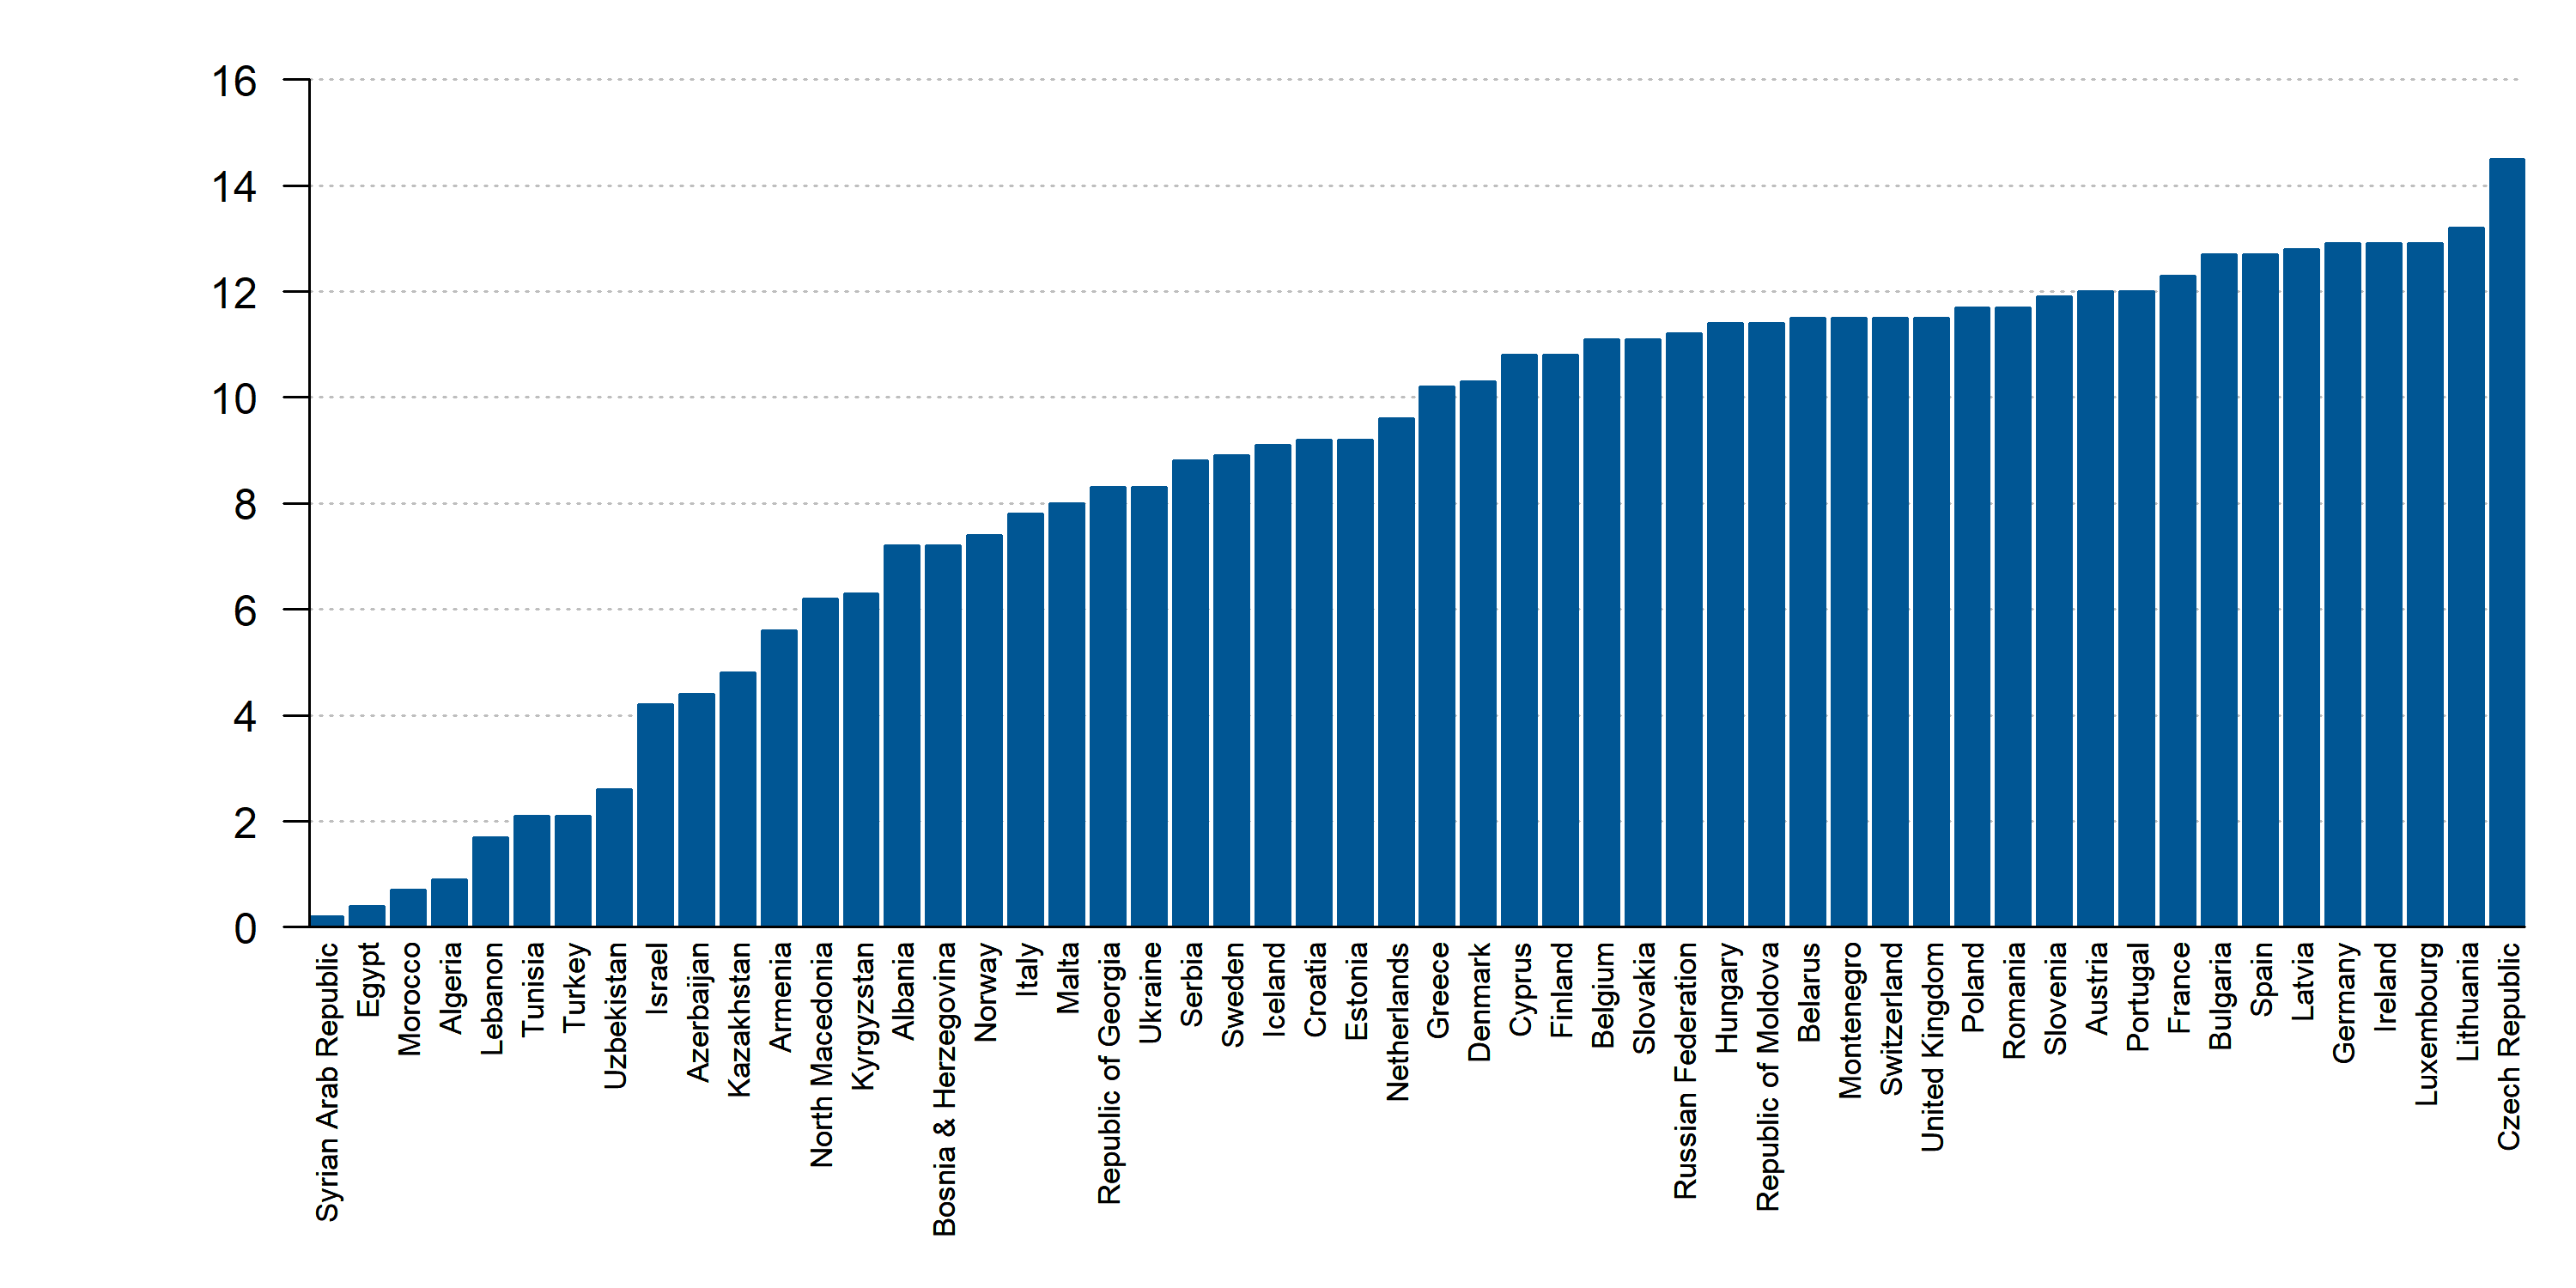 16
14
12
10
8
6
4
2
0
Syrian Arab Republic
Egypt
Morocco
Algeria
Lebanon
Tunisia
Turkey
Uzbekistan
Israel
Azerbaijan
Kazakhstan
Armenia
North Macedonia
Kyrgyzstan
Albania
Bosnia & Herzegovina
Norway
Italy
Malta
Republic of Georgia
Ukraine
Serbia
Sweden
Iceland
Croatia
Estonia
Netherlands
Greece
Denmark
Cyprus
Finland
Belgium
Slovakia
Russian Federation
Hungary
Republic of Moldova
Belarus
Montenegro
Switzerland
United Kingdom
Poland
Romania
Slovenia
Austria
Portugal
France
Bulgaria
Spain
Latvia
Germany
Ireland
Luxembourg
Lithuania
Czech Republic